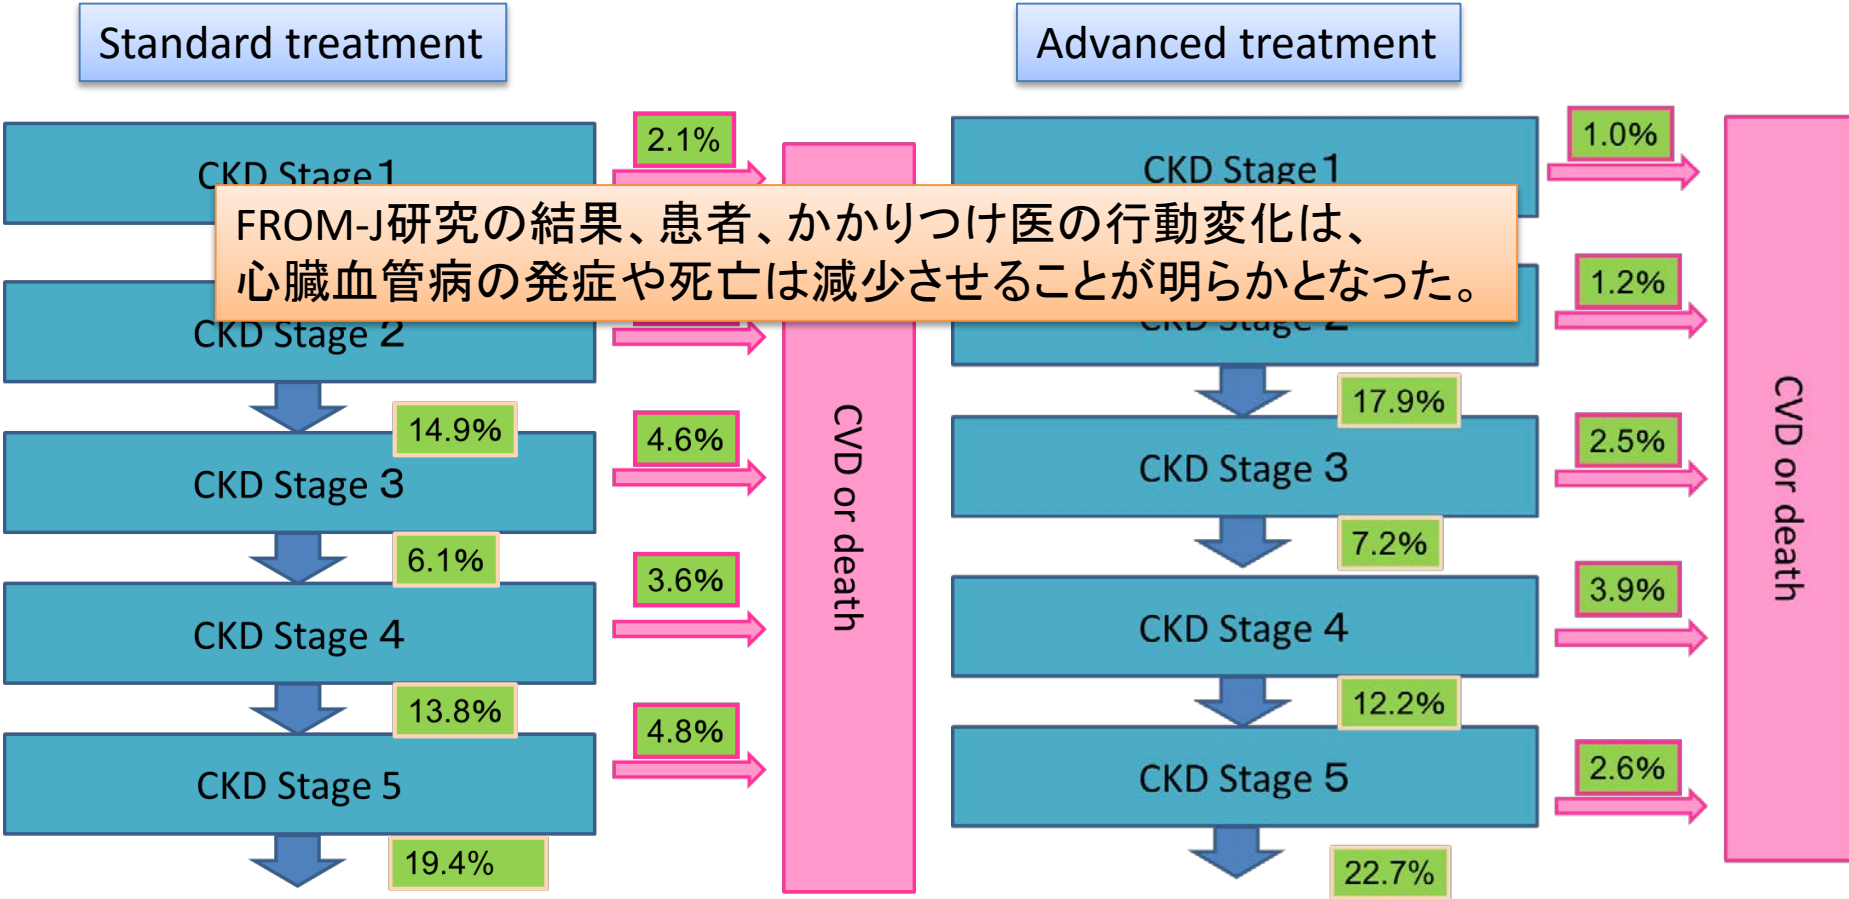 Standard treatment
Advanced treatment
CKD Stage 1
2.1%
CKD Stage 1
1.0%
FROM-J研究の結果、患者、かかりつけ医の行動変化は、
心臓血管病の発症や死亡は減少させることが明らかとなった。
CKD Stage 2
CKD Stage 2
1.2%
14.9%
17.9%
CKD Stage 3
4.6%
CKD Stage 3
2.5%
6.1%
7.2%
CKD Stage 4
3.6%
CKD Stage 4
3.9%
13.8%
12.2%
CKD Stage 5
4.8%
CKD Stage 5
2.6%
19.4%
22.7%
CVD or death
CVD or death